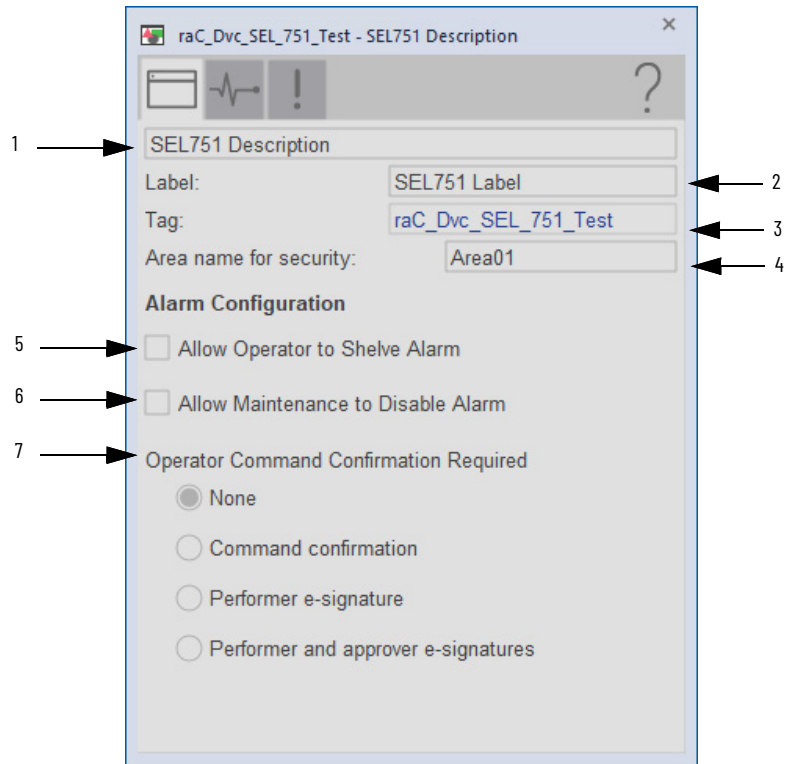 raC_Dvc_SEL_751_Test - SEL751 Description
1 SEL751 Description
Label: SEL751 Label 2
Tag: raC_Dvc_SEL_751_Test 3
Area name for security: Area01 4
Alarm Configuration
5 Allow Operator to Shelve Alarm
6 Allow Maintenance to Disable Alarm
7 Operator Command Confirmation Required
None
Command confirmation
Performer e-signature
Performer and approver e-signatures